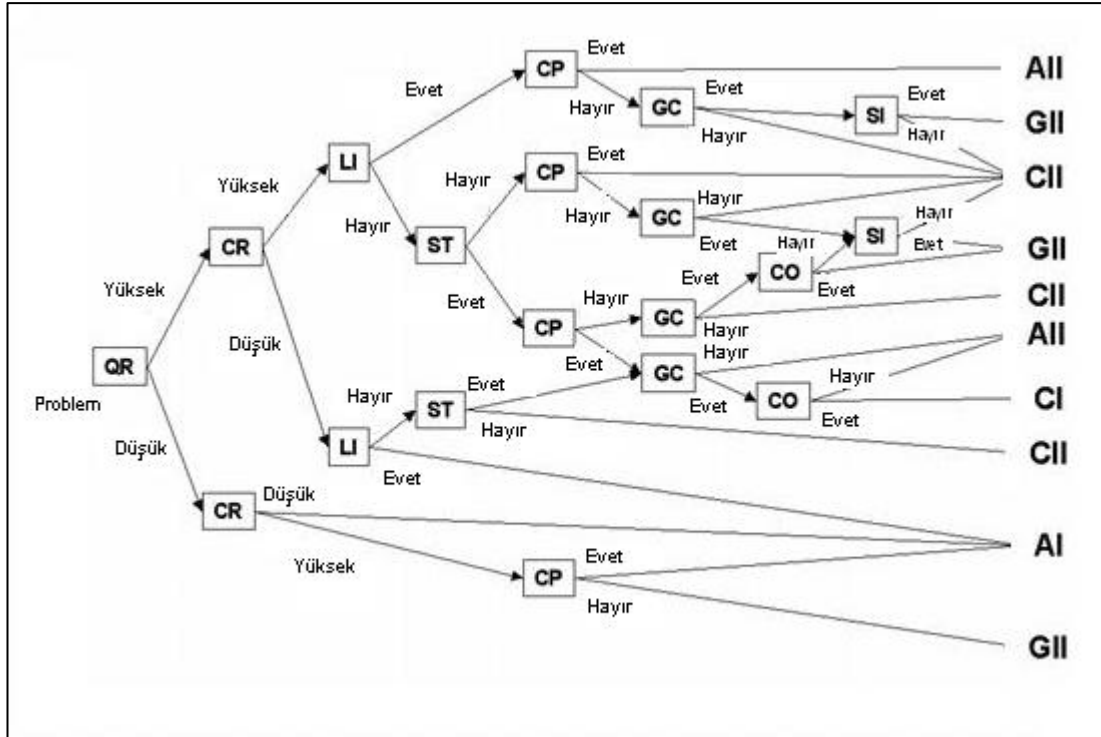 Evet
CP
AII
Evet
Hayır
GC
Evet
SI
Evet
GII
Hayır
Hayır
LI
Yüksek
Hayır
CP
Evet
CII
Hayır
Hayır
GC
Hayır
Hayır
CR
ST
Evet
SI
Evet
GII
Hayır
CO
Evet
Evet
Yüksek
Evet
CP
Hayır
GC
Hayır
CII
AII
Düşük
Evet
Hayır
GC
QR
Problem
Hayır
Evet
ST
Hayır
Evet
CO
Hayır
Evet
CI
Düşük
LI
Evet
CII
CR
Düşük
AI
Yüksek
CP
Evet
Hayır
GII